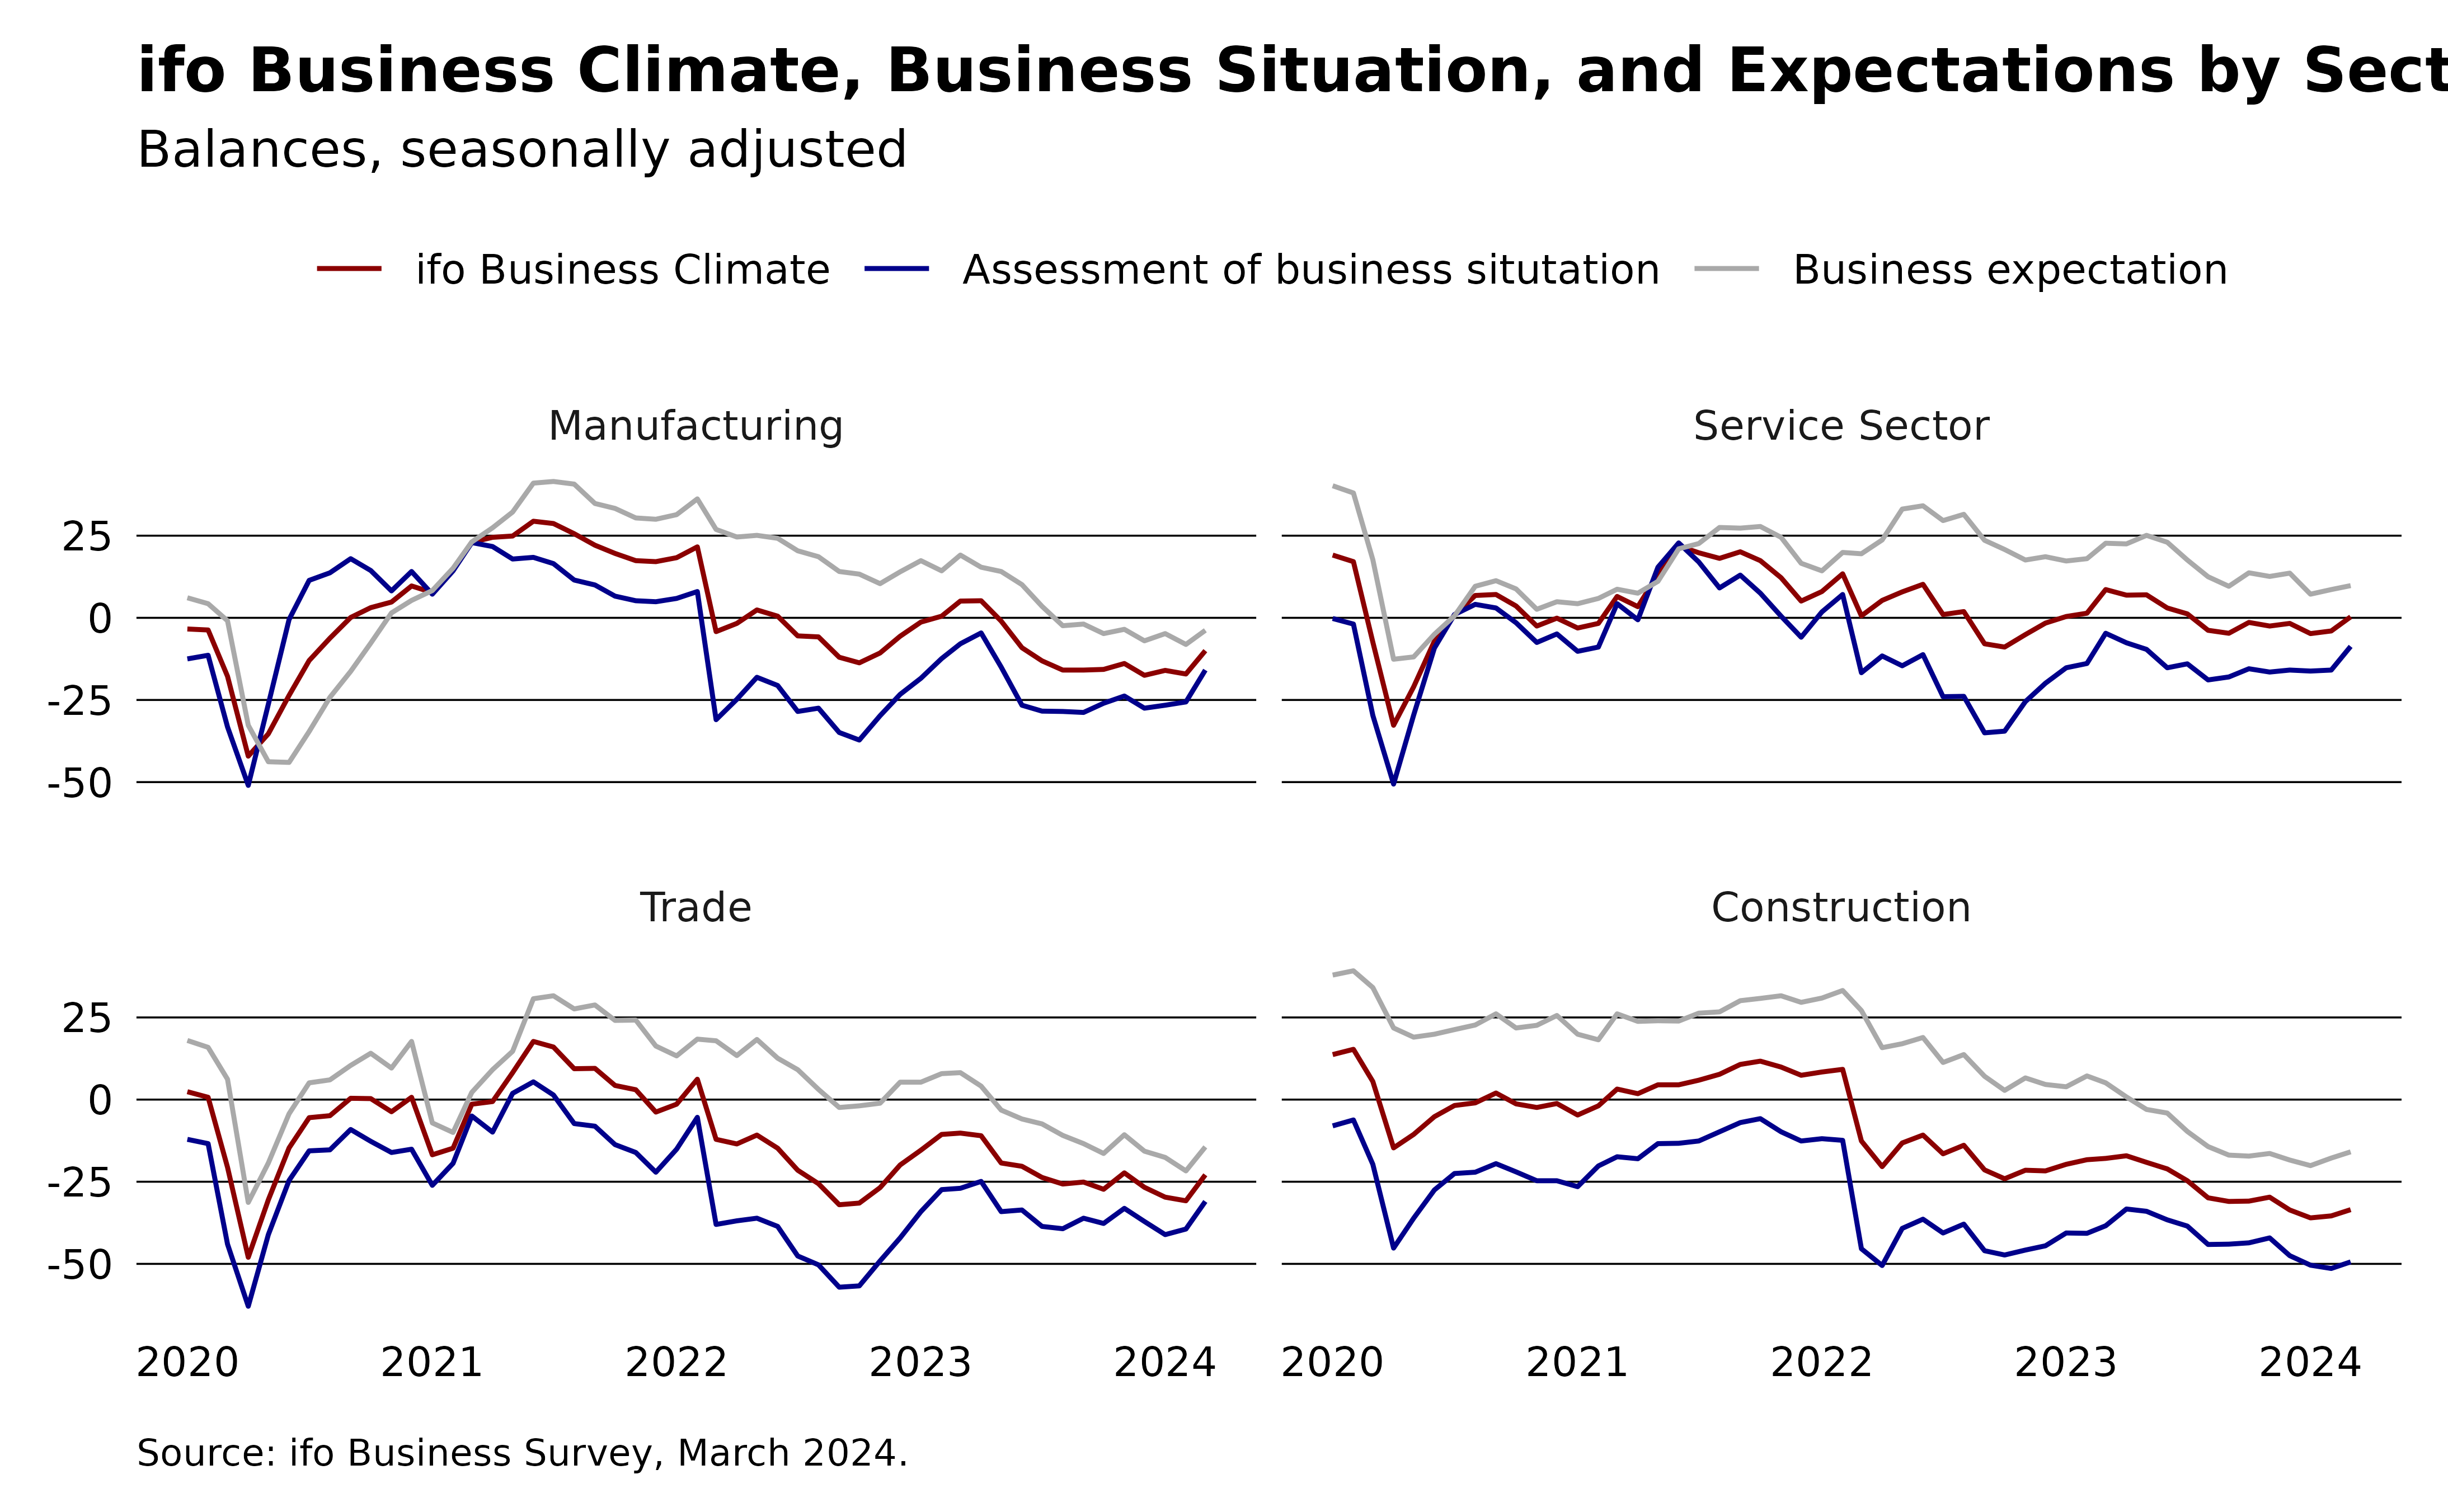 ifo Business Climate, Business Situation, and Expectations by Sect
Balances, seasonally adjusted
ifo Business Climate Assessment of business situtation Business expectation
Manufacturing Service Sector
25
0
-25
-50
Trade Construction
25
0
-25
-50
2020 2021 2022 2023 2024 2020 2021 2022 2023 2024
Source: ifo Business Survey, March 2024.